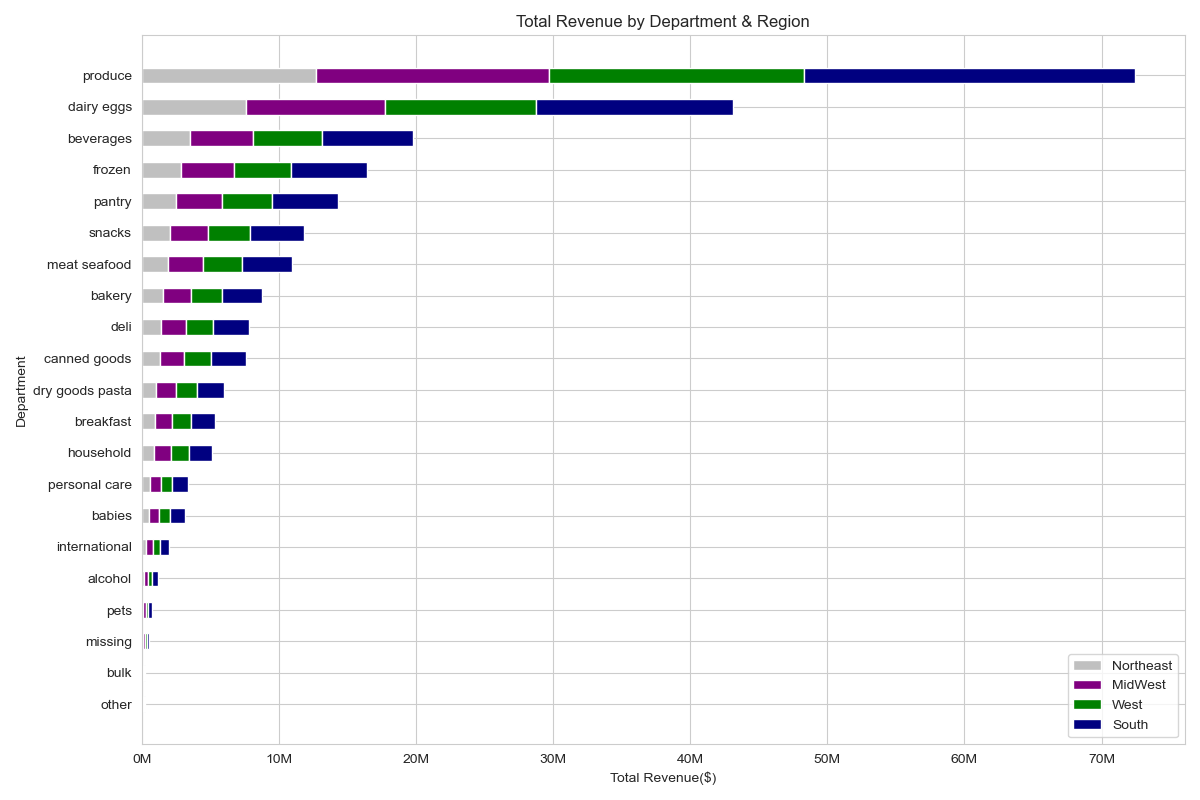 Total Revenue by Department & Region
Department
produce
dairy eggs
beverages
frozen
pantry
snacks
meat seafood
bakery
deli
canned goods
dry goods pasta
breakfast
household
personal care
babies
international
alcohol
pets
missing
bulk
other
Northeast
MidWest
West
South
0M 10M 20M 30M 40M 50M 60M 70M
Total Revenue($)